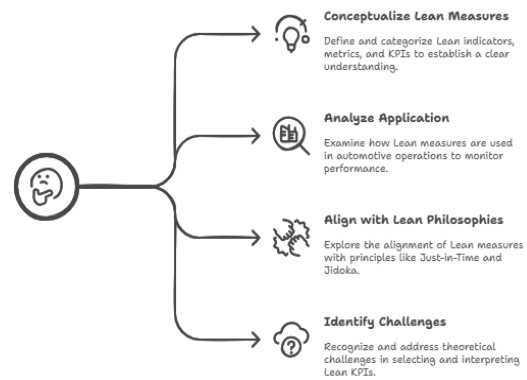 Conceptualize Lean Measures
Define and categorize Lean indicators,
metrics, and KPIs to establish a clear
understanding.
Analyze Application
Examine how Lean measures are used
in automotive operations to monitor
performance.
Align with Lean Philosophies
Explore the alignment of Lean measures
with principles like Just-in-Time and
Jidoka.
Identify Challenges
Recognize and address theoretical
challenges in selecting and interpreting
Lean KPIs.